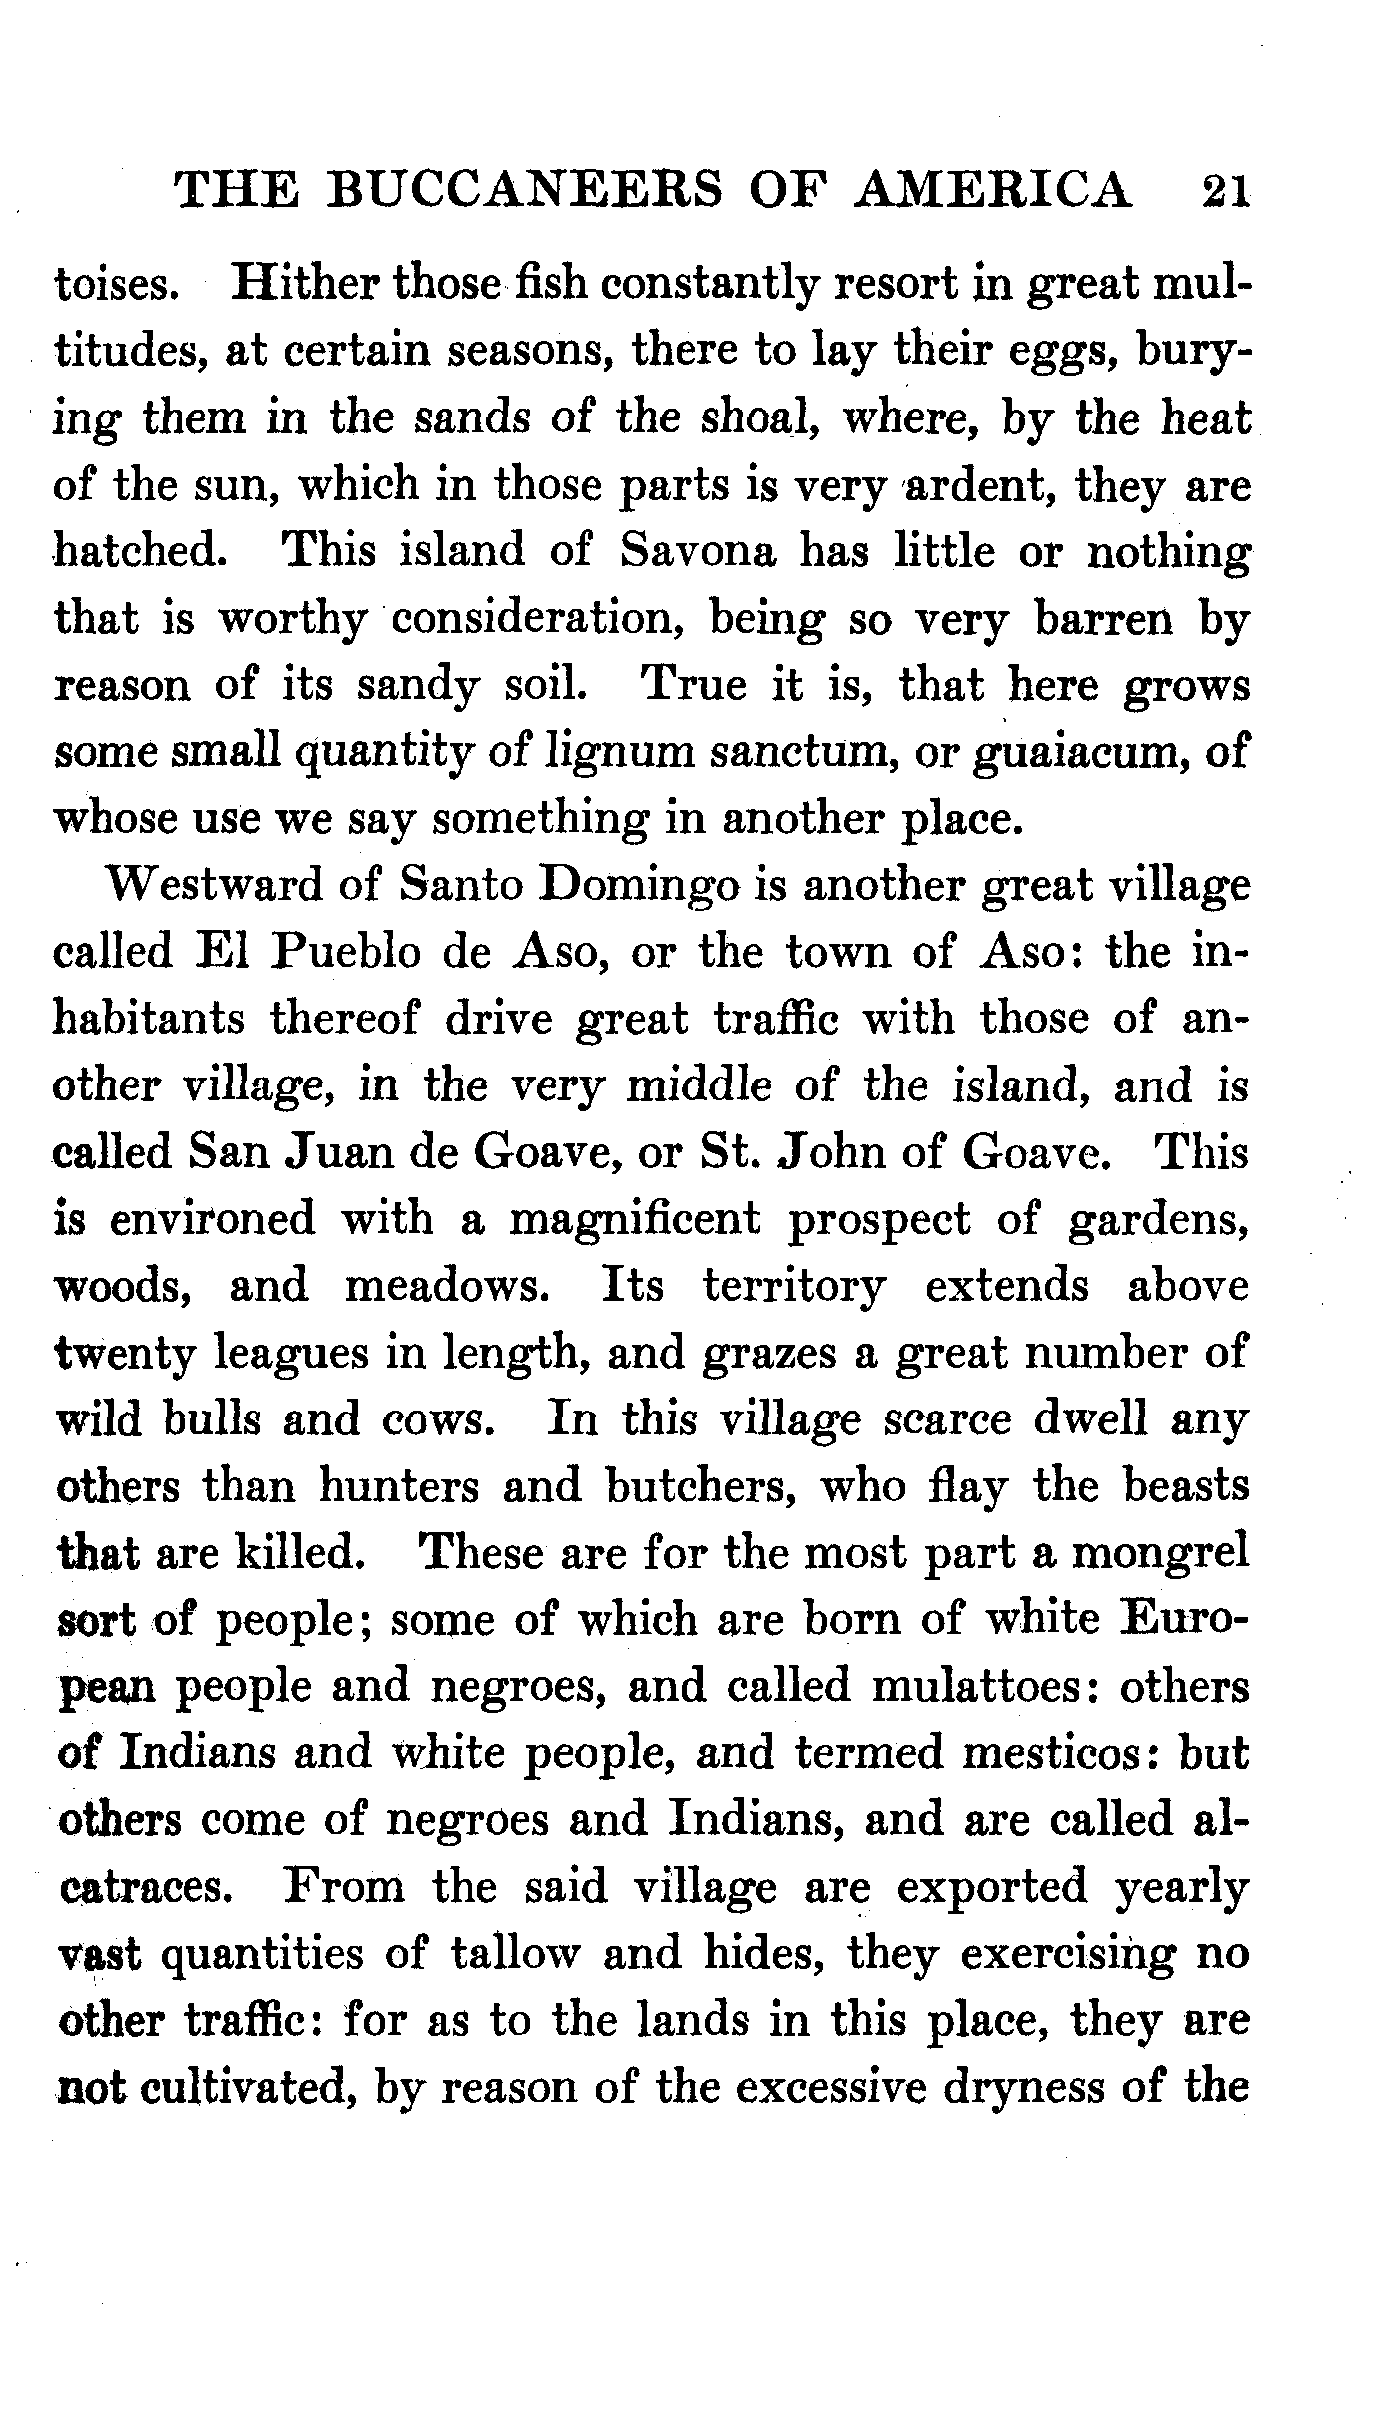 THE BUCCANEERS OF AMERICA 21
toises. Hither those fish constantly resort in great mul-
titudes, at certain seasons, there to lay their eggs, bury-
ing them in the sands of the shoal, where, by the heat
of the sun, which in those parts is very ardent, they are
hatched. This island of Savona has little or nothing
that is worthy consideration, being so very barren by
reason of its sandy soil. True it is, that here grows
some small quantity of lignum sanctum, or guaiacum, of
whose use we say something in another place.
Westward of Santo Domingo is another great village
called El Pueblo de Aso, or the town of Aso: the in-
habitants thereof drive great traffic with those of an-
other village, in the very middle of the island, and is
called San Juan de Goave, or St. John of Goave. This
is environed with a magnificent prospect of gardens,
woods, and meadows. Its territory extends above
twenty leagues in length, and grazes a great number of
wild bulls and cows. In this village scarce dwell any
others than hunters and butchers, who flay the beasts
that are killed. These are for the most part a mongrel
sort of people; some of which are born of white Euro-
pean people and negroes, and called mulattoes: others
of Indians and white people, and termed mesticos: but
others come of negroes and Indians, and are called al-
catraces. From the said village are exported yearly
vast quantities of tallow and hides, they exercising no
other traffic: for as to the lands in this place, they are
not cultivated, by reason of the excessive dryness of the